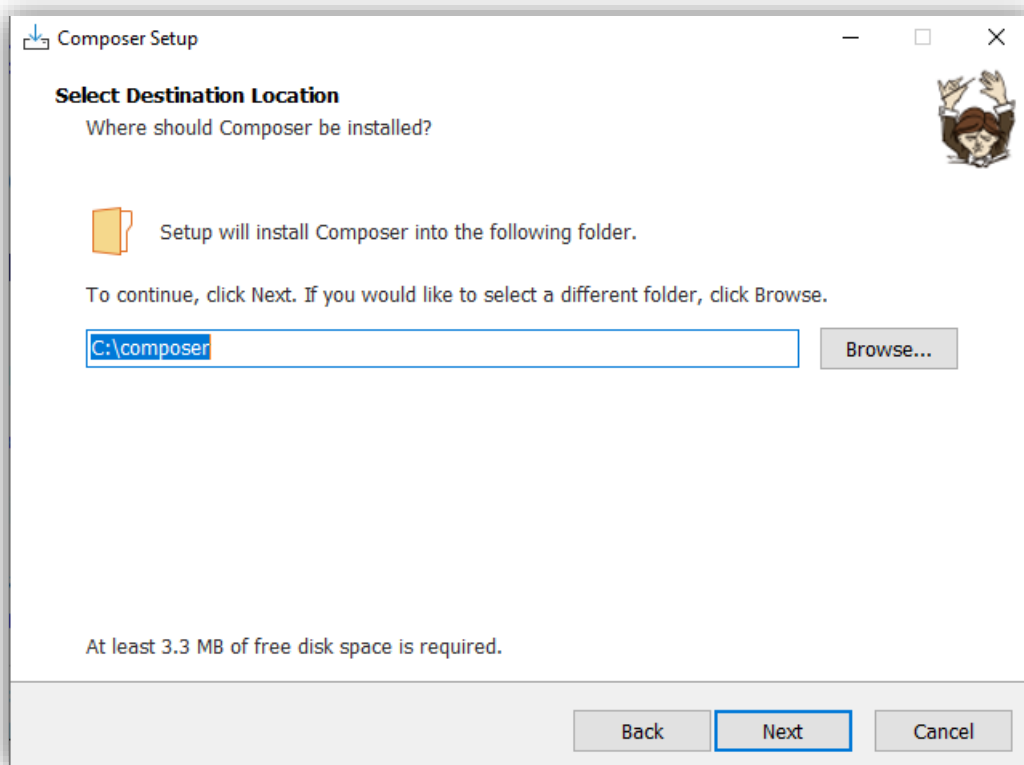 Composer Setup
Select Destination Location
Where should Composer be installed?
Setup will install Composer into the following folder.
To continue, click Next. If you would like to select a different folder, click Browse.
C:\composer
Browse...
At least 3.3 MB of free disk space is required.
Back
Next
Cancel